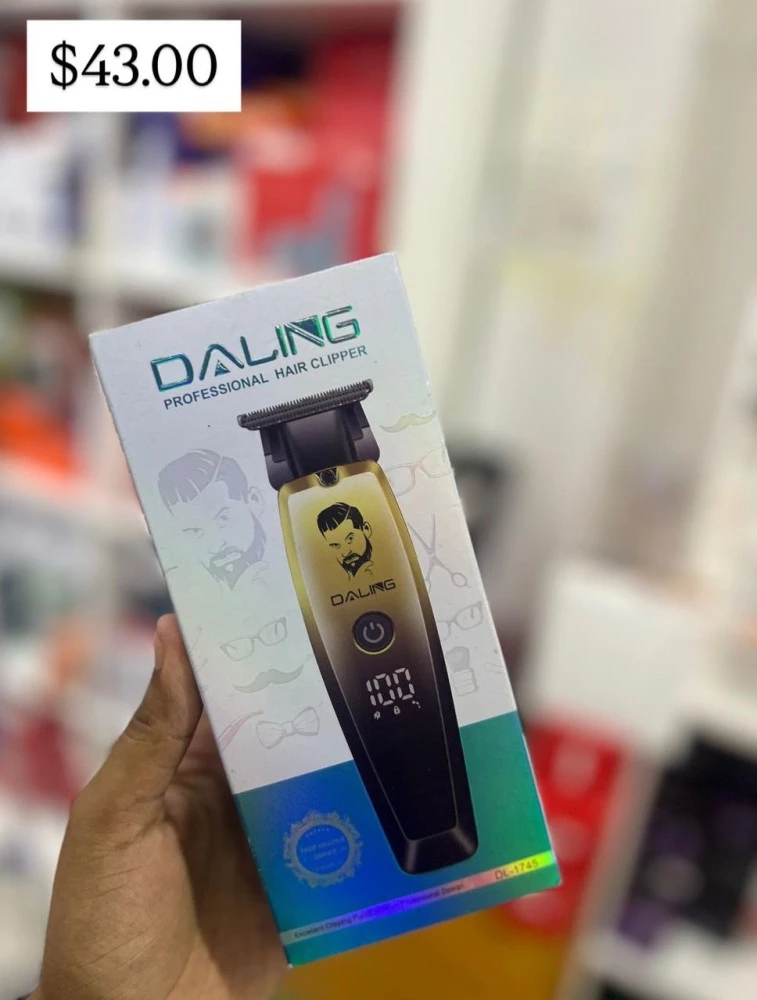 $43.00
DALING
PROFESSIONAL HAIR CLIPPER
DALING
100
DL-1745